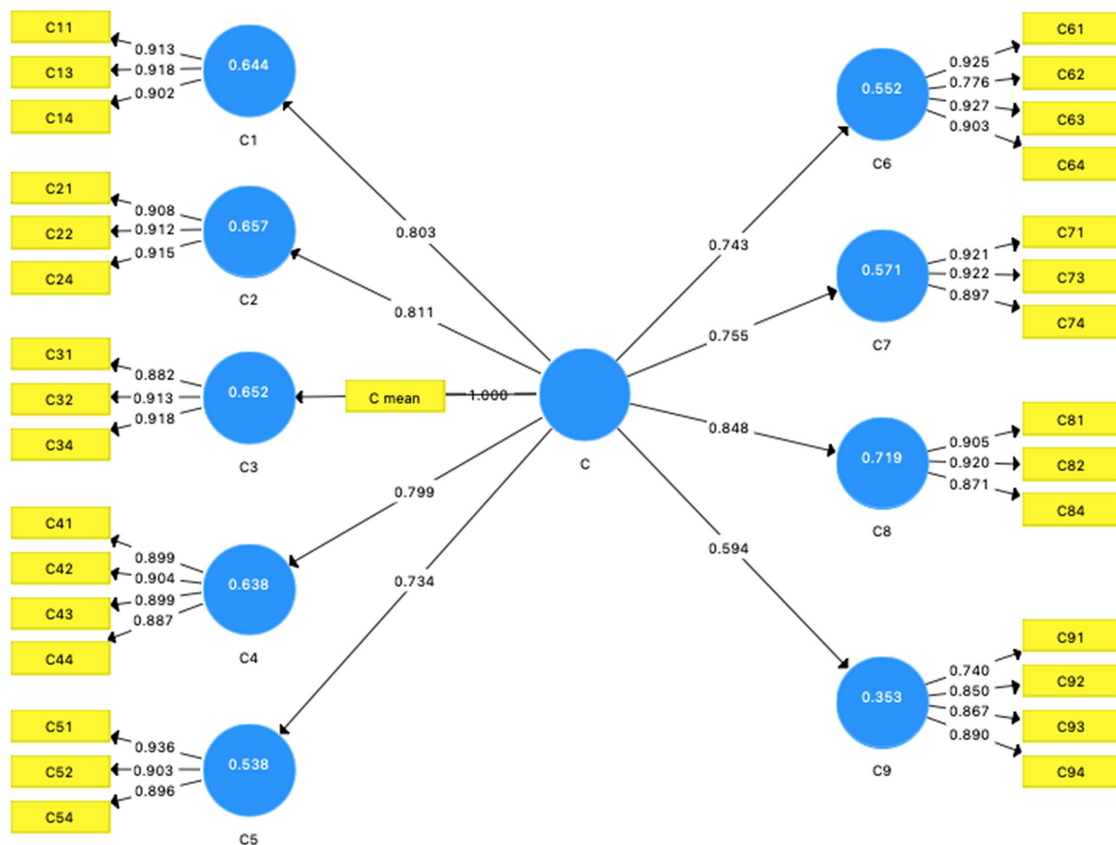 C11
0.913
C13
0.918
C14
0.902
0.644
C1
C21
0.908
C22
0.912
C24
0.915
0.657
C2
C31
0.882
C32
0.913
C34
0.918
0.652
C3
C41
0.899
C42
0.904
C43
0.899
C44
0.887
0.638
C4
C51
0.936
C52
0.903
C54
0.896
0.538
C5
0.803
0.811
C mean
1.000
0.799
0.734
C
0.743
0.755
0.848
0.594
0.552
C6
0.925
C61
0.776
C62
0.927
C63
0.903
C64
0.571
C7
0.921
C71
0.922
C73
0.897
C74
0.719
C8
0.905
C81
0.920
C82
0.871
C84
0.353
C9
0.740
C91
0.850
C92
0.867
C93
0.890
C94